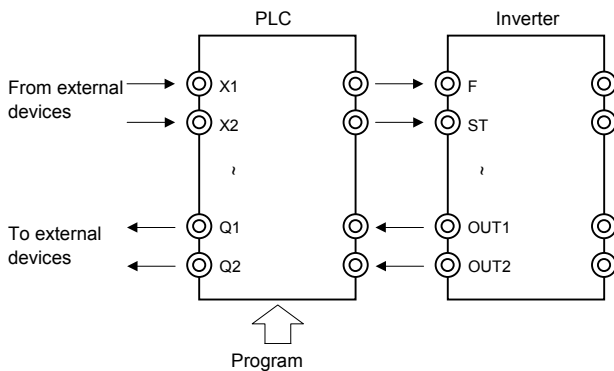 PLC
Inverter
From external
devices
X1
F
X2
ST
~
~
To external
devices
Q1
OUT1
Q2
OUT2
Program